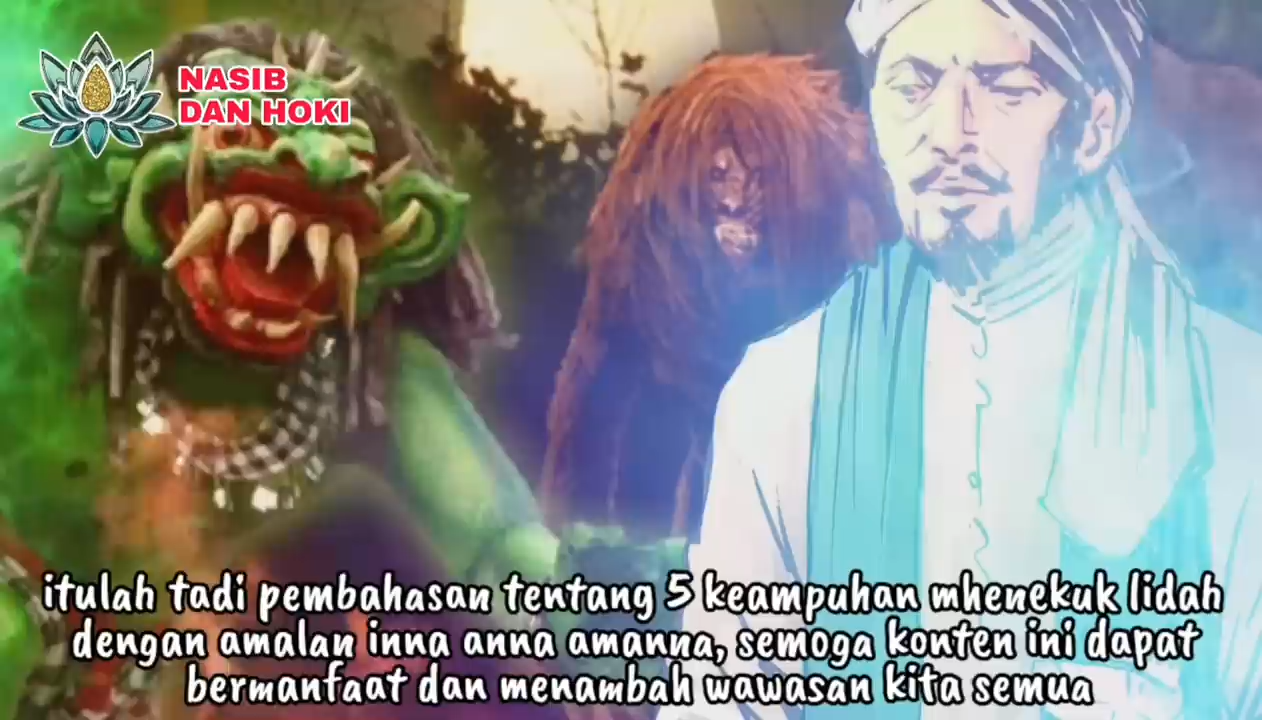 NASIB
DAN HOKI
itulah tadi pembahasan tentang 5 keampuhan mhenekuk lidah
dengan amalan inna anna amanna, semoga konten ini dapat
bermanfaat dan menambah wawasan kita semua